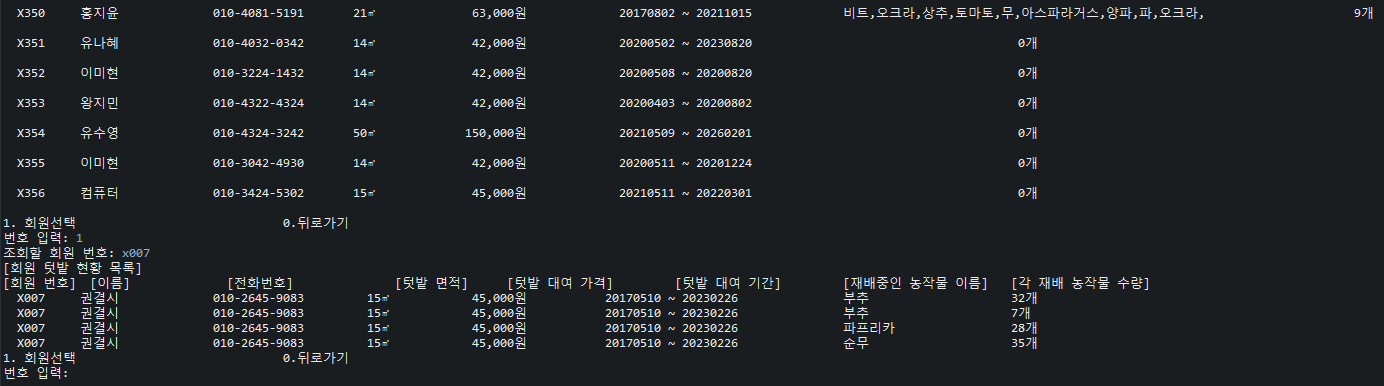 X350 홍지윤 010-4081-5191 21㎡ 63,000원 20170802 ~ 20211015 비트,오크라,상추,토마토,무,아스파라거스,양파,파,오크라, 9개
X351 유나혜 010-4032-0342 14㎡ 42,000원 20200502 ~ 20230820 0개
X352 이미현 010-3224-1432 14㎡ 42,000원 20200508 ~ 20200820 0개
X353 왕지민 010-4322-4324 14㎡ 42,000원 20200403 ~ 20200802 0개
X354 유수영 010-4324-3242 50㎡ 150,000원 20210509 ~ 20260201 0개
X355 이미현 010-3042-4930 14㎡ 42,000원 20200511 ~ 20201224 0개
X356 컴퓨터 010-3424-5302 15㎡ 45,000원 20210511 ~ 20220301 0개
1. 회원선택 0.뒤로가기
번호 입력: 1
조회할 회원 번호: x007
[회원 텃밭 현황 목록]
[회원 번호] [이름] [전화번호] [텃밭 면적] [텃밭 대여 가격] [텃밭 대여 기간] [재배중인 농작물 이름] [각 재배 농작물 수량]
X007 권결시 010-2645-9083 15㎡ 45,000원 20170510 ~ 20230226 부추 32개
X007 권결시 010-2645-9083 15㎡ 45,000원 20170510 ~ 20230226 부추 7개
X007 권결시 010-2645-9083 15㎡ 45,000원 20170510 ~ 20230226 파프리카 28개
X007 권결시 010-2645-9083 15㎡ 45,000원 20170510 ~ 20230226 순무 35개
1. 회원선택 0.뒤로가기
번호 입력: